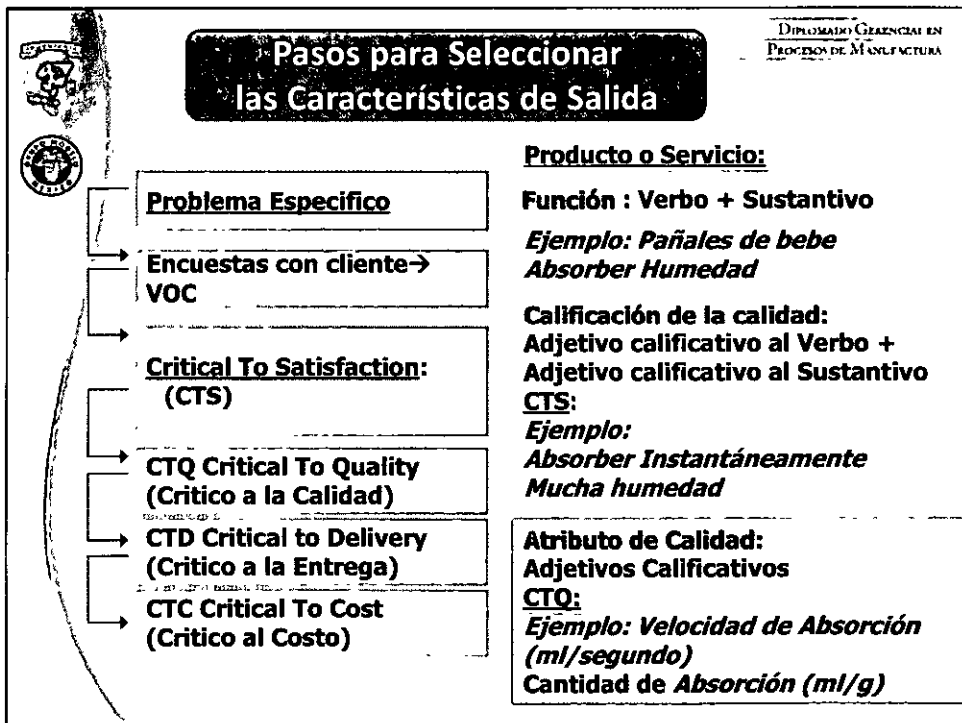 DIPLOMADO GERENCIAL EN
PROCESOS DE MANUFACTURA
Pasos para Seleccionar
las Características de Salida
Problema Especifico
Encuestas con cliente→
VOC
Critical To Satisfaction:
(CTS)
CTQ Critical To Quality
(Critico a la Calidad)
CTD Critical to Delivery
(Critico a la Entrega)
CTC Critical To Cost
(Critico al Costo)
Producto o Servicio:
Función : Verbo + Sustantivo
Ejemplo: Pañales de bebe
Absorber Humedad
Calificación de la calidad:
Adjetivo calificativo al Verbo +
Adjetivo calificativo al Sustantivo
CTS:
Ejemplo:
Absorber Instantáneamente
Mucha humedad
Atributo de Calidad:
Adjetivos Calificativos
CTQ:
Ejemplo: Velocidad de Absorción
(ml/segundo)
Cantidad de Absorción (ml/g)